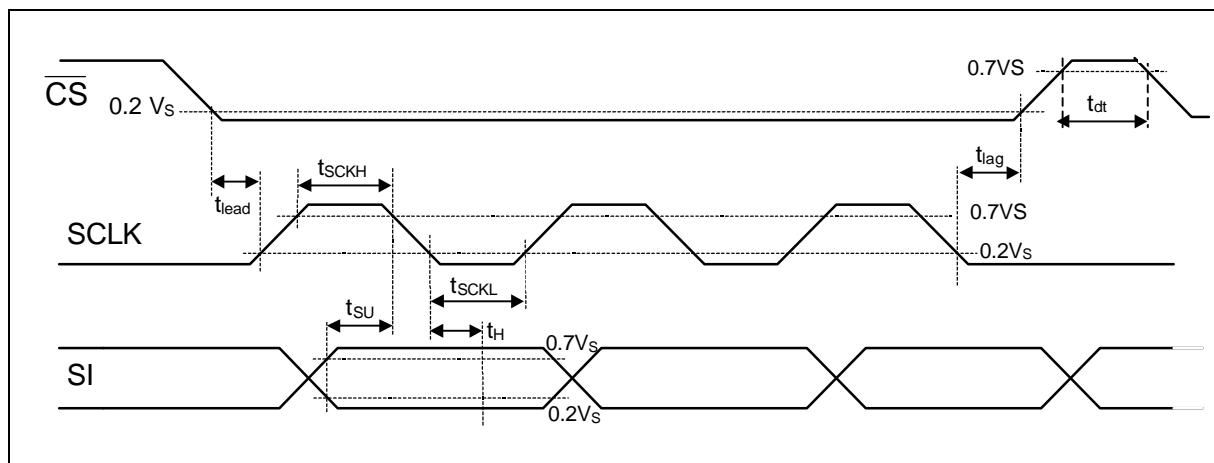 CS
0.2 VS
0.7VS
tdt
tSCKH
tlag
tlead
SCLK
0.7VS
0.2VS
tSCKL
tSU
tH
0.7VS
SI
0.2VS